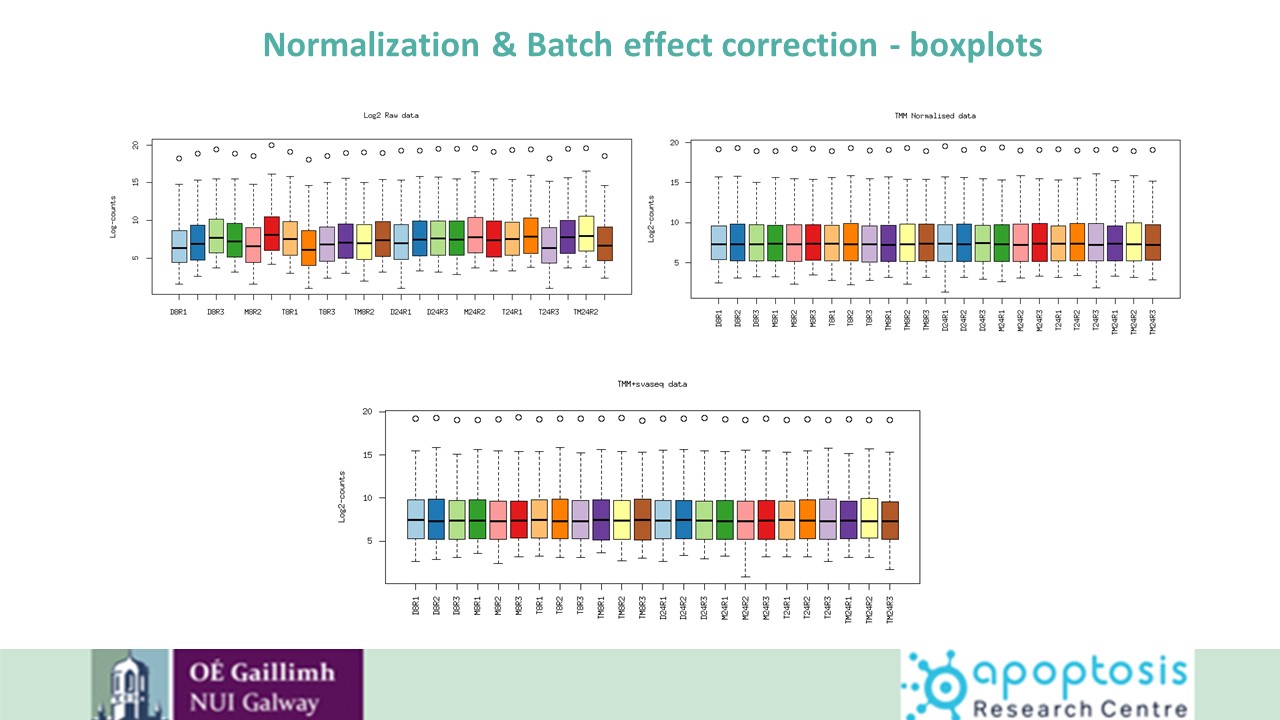 Normalization & Batch effect correction - boxplots
Log2 Raw data
Log-counts
20
15
10
5
D8R1 D8R3 M8R2 T8R1 T8R3 TM8R2 D24R1 D24R3 M24R2 T24R1 T24R3 TM24R2
TMM Normalised data
Log2-counts
20
15
10
5
D8R1 D8R2 D8R3 M8R1 M8R2 M8R3 T8R1 T8R2 T8R3 TM8R1 TM8R2 TM8R3 D24R1 D24R2 D24R3 M24R1 M24R2 M24R3 T24R1 T24R2 T24R3 TM24R1 TM24R2 TM24R3
TMM+svaseq data
Log2-counts
20
15
10
5
D8R1 D8R2 D8R3 M8R1 M8R2 M8R3 T8R1 T8R2 T8R3 TM8R1 TM8R2 TM8R3 D24R1 D24R2 D24R3 M24R1 M24R2 M24R3 T24R1 T24R2 T24R3 TM24R1 TM24R2 TM24R3
OÉ Gaillimh
NUI Galway
apoptosis
Research Centre